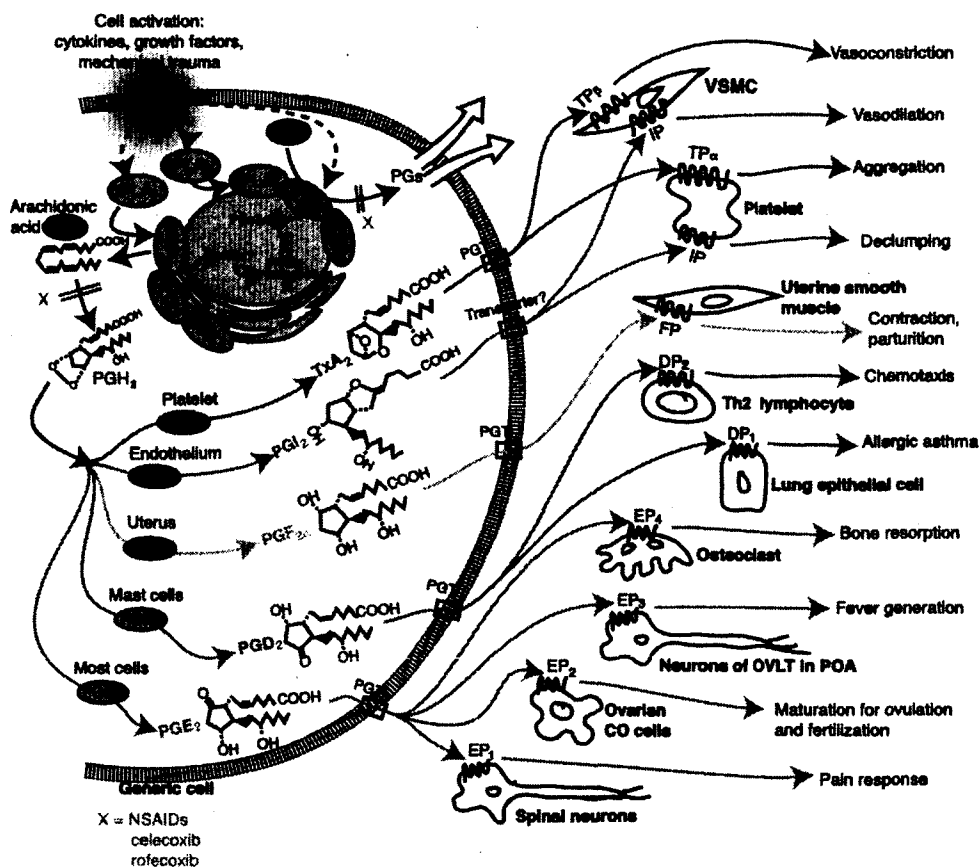 Cell activation:
cytokines, growth factors,
mechanical trauma
Arachidonic
acid
COOH
X
COOH
OH
PGH₂
PGs
X
Platelet
TxA₂
COOH
OH
Endothelium
PGI₂
COOH
OH
Uterus
PGF₂α
OH
COOH
OH
OH
Mast cells
PGD₂
OH
COOH
O
OH
Most cells
PGE₂
O
COOH
OH
OH
PGT
Transporter?
PGT
PGT
Generic cell
X = NSAIDs
celecoxib
rofecoxib
TPβ
VSMC
IP
Vasoconstriction
Vasodilation
TPα
Platelet
IP
Aggregation
Declumping
Uterine smooth
muscle
FP
Contraction,
parturition
DP₂
Th2 lymphocyte
Chemotaxis
DP₁
Lung epithelial cell
Allergic asthma
EP₄
Osteoclast
Bone resorption
EP₃
Neurons of OVLT in POA
Fever generation
EP₂
Ovarian
CO cells
Maturation for ovulation
and fertilization
EP₁
Spinal neurons
Pain response